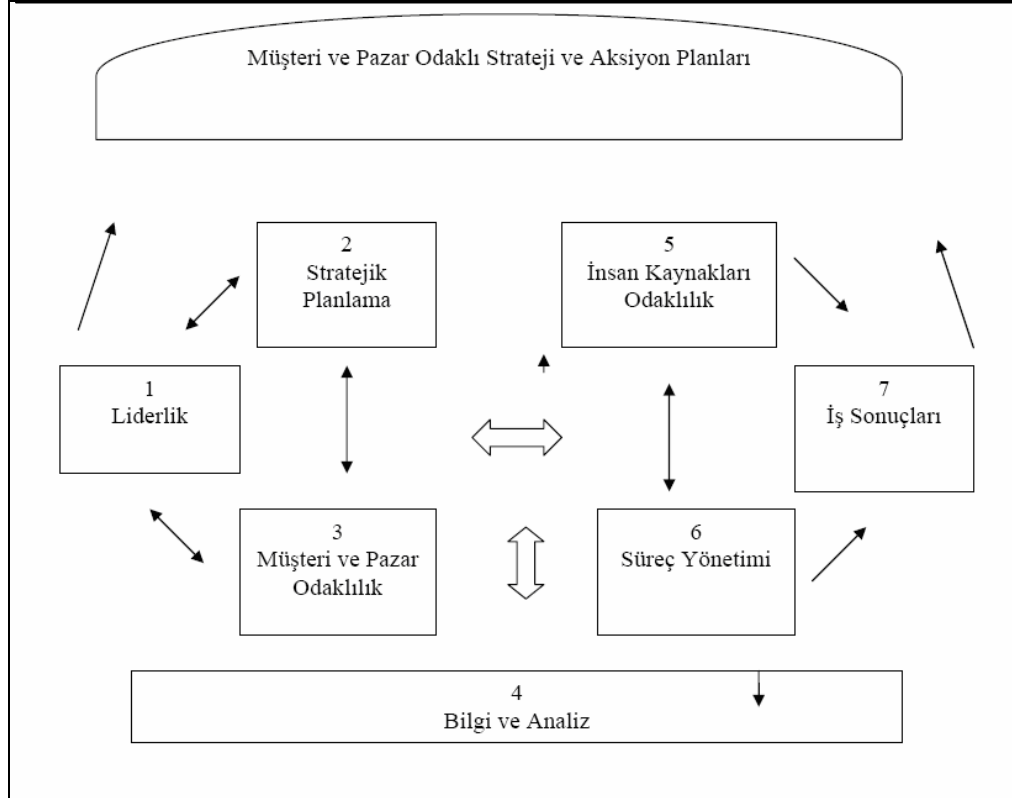 Müşteri ve Pazar Odaklı Strateji ve Aksiyon Planları
2
Stratejik
Planlama
5
İnsan Kaynakları
Odaklılık
1
Liderlik
7
İş Sonuçları
3
Müşteri ve Pazar
Odaklılık
6
Süreç Yönetimi
4
Bilgi ve Analiz